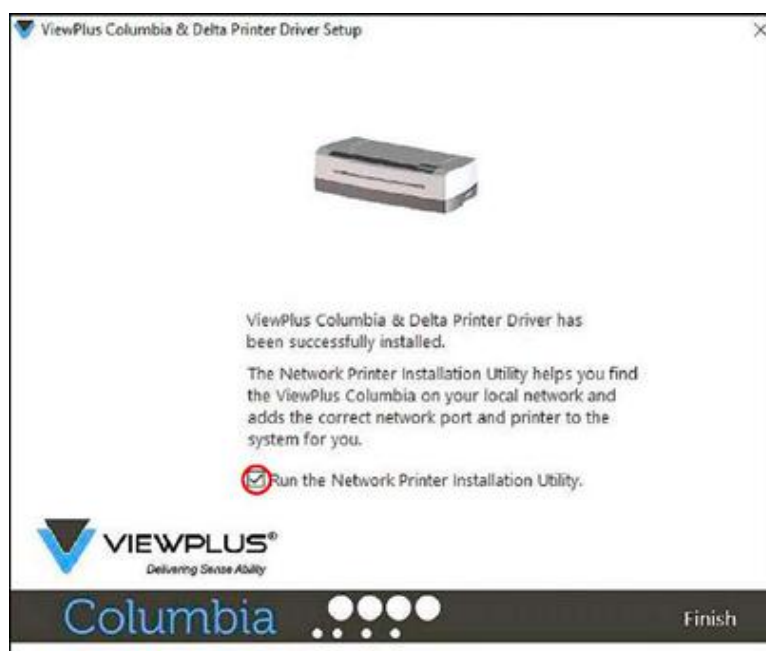 ViewPlus Columbia & Delta Printer Driver Setup
ViewPlus Columbia & Delta Printer Driver has
been successfully installed.
The Network Printer Installation Utility helps you find
the ViewPlus Columbia on your local network and
adds the correct network port and printer to the
system for you.
Run the Network Printer Installation Utility.
VIEWPLUS®
Delivering Sense Ability
Columbia
Finish